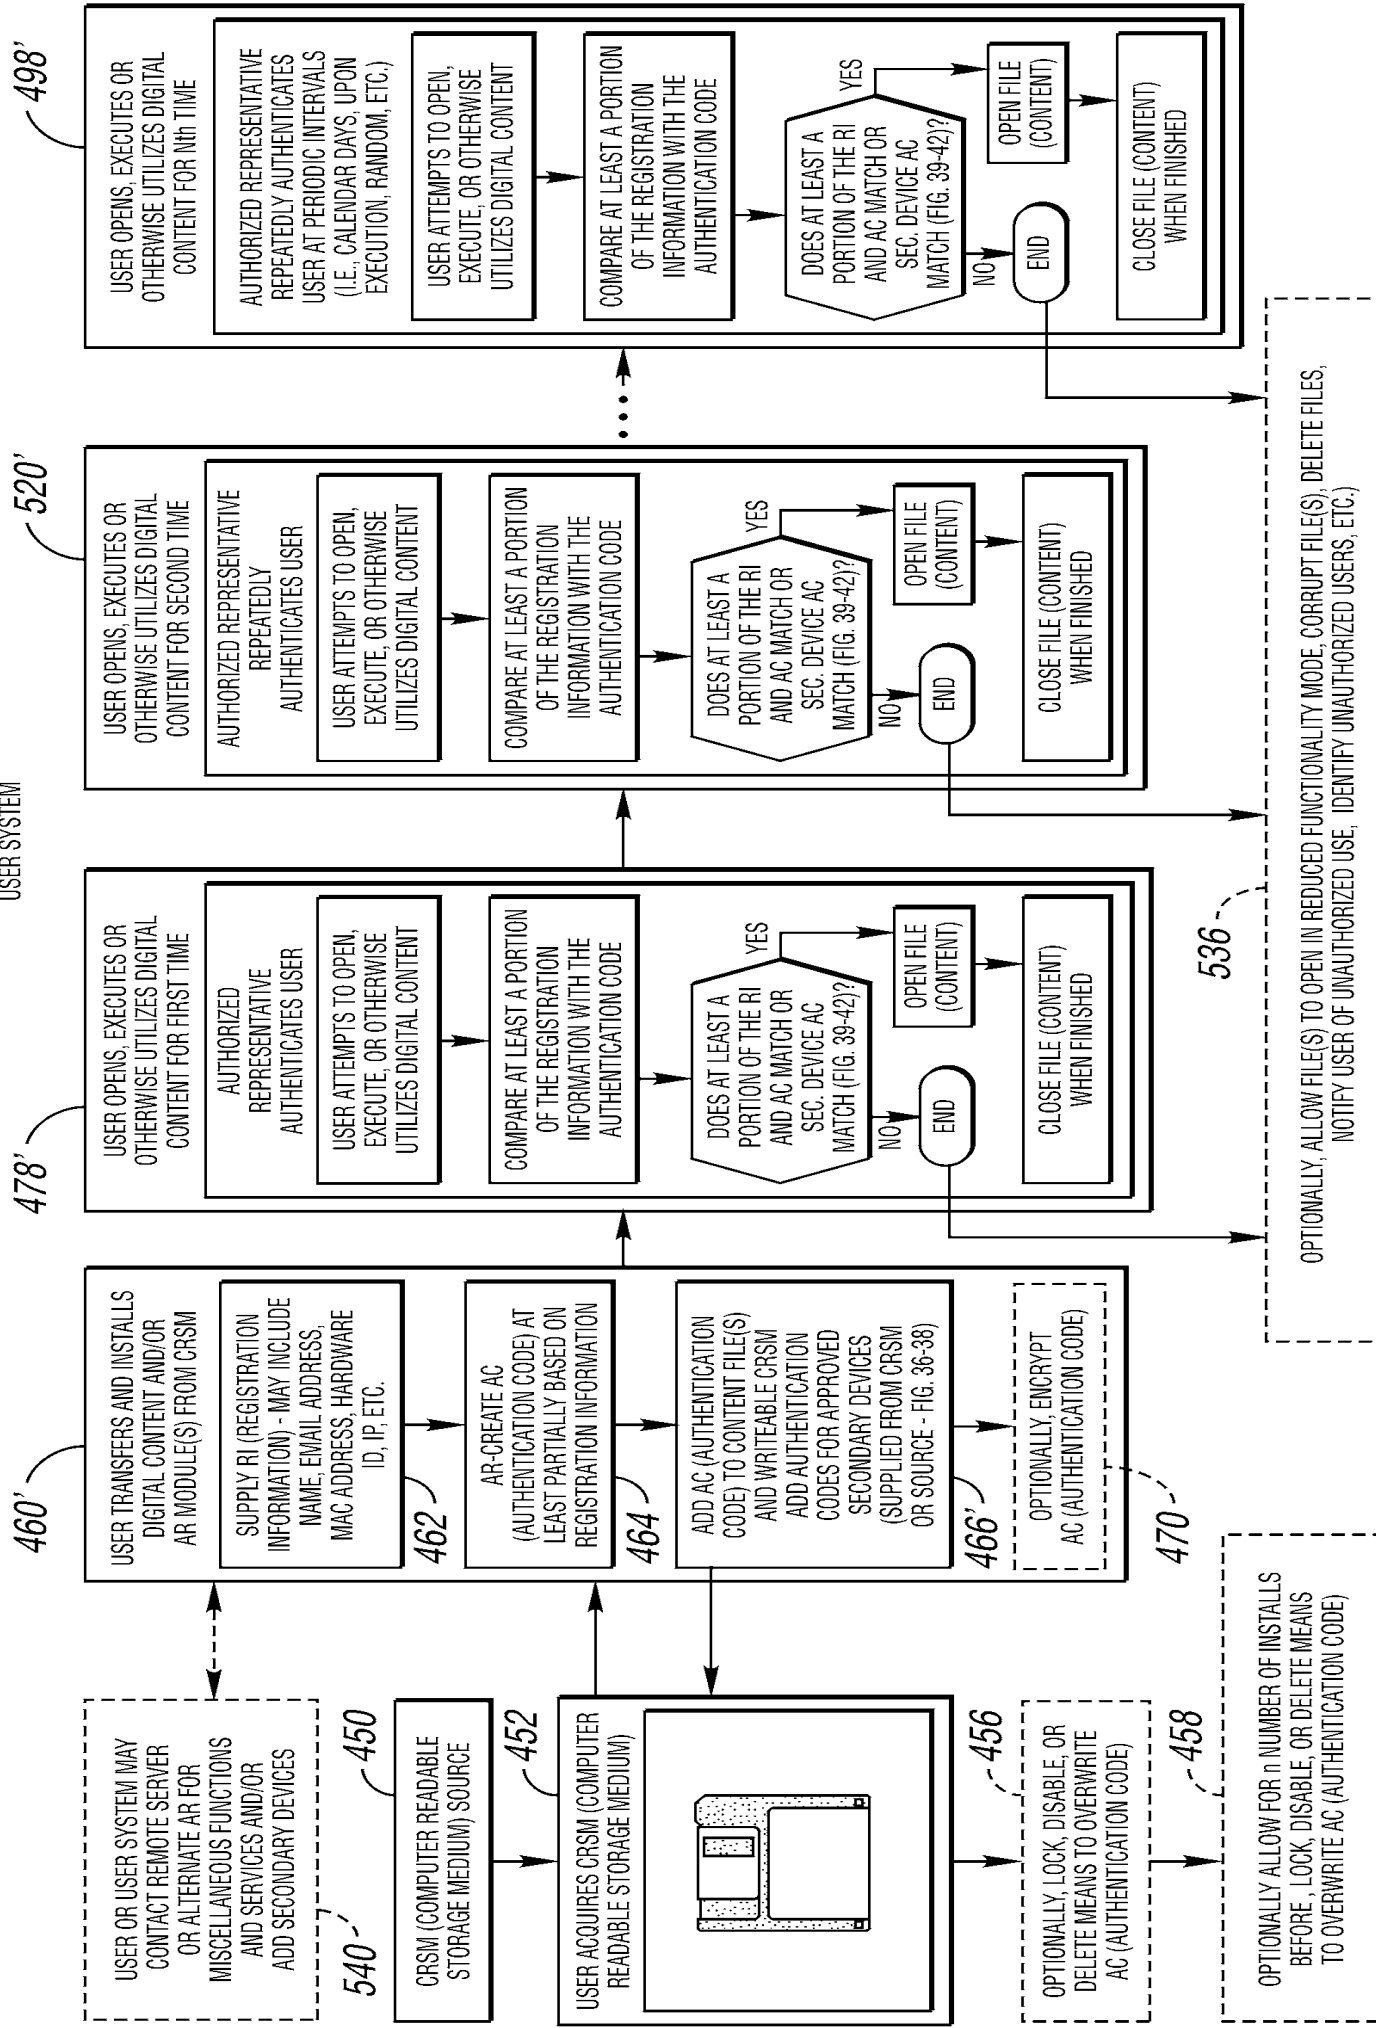 USER SYSTEM
USER OR USER SYSTEM MAY
CONTACT REMOTE SERVER
OR ALTERNATE AR FOR
MISCELLANEOUS FUNCTIONS
AND SERVICES AND/OR
ADD SECONDARY DEVICES
540
CRSM (COMPUTER READABLE
STORAGE MEDIUM) SOURCE
450
USER ACQUIRES CRSM (COMPUTER
READABLE STORAGE MEDIUM)
452
OPTIONALLY, LOCK, DISABLE, OR
DELETE MEANS TO OVERWRITE
AC (AUTHENTICATION CODE)
456
OPTIONALLY ALLOW FOR n NUMBER OF INSTALLS
BEFORE, LOCK, DISABLE, OR DELETE MEANS
TO OVERWRITE AC (AUTHENTICATION CODE)
458
460'
USER TRANSFERS AND INSTALLS
DIGITAL CONTENT AND/OR
AR MODULE(S) FROM CRSM
SUPPLY RI (REGISTRATION
INFORMATION) - MAY INCLUDE
NAME, EMAIL ADDRESS,
MAC ADDRESS, HARDWARE
ID, IP, ETC.
462
AR-CREATE AC
(AUTHENTICATION CODE) AT
LEAST PARTIALLY BASED ON
REGISTRATION INFORMATION
464
ADD AC (AUTHENTICATION
CODE) TO CONTENT FILE(S)
AND WRITEABLE CRSM
ADD AUTHENTICATION
CODES FOR APPROVED
SECONDARY DEVICES
(SUPPLIED FROM CRSM
OR SOURCE - FIG. 36-38)
466'
OPTIONALLY, ENCRYPT
AC (AUTHENTICATION CODE)
470
478'
USER OPENS, EXECUTES OR
OTHERWISE UTILIZES DIGITAL
CONTENT FOR FIRST TIME
AUTHORIZED
REPRESENTATIVE
AUTHENTICATES USER
USER ATTEMPTS TO OPEN,
EXECUTE, OR OTHERWISE
UTILIZES DIGITAL CONTENT
COMPARE AT LEAST A PORTION
OF THE REGISTRATION
INFORMATION WITH THE
AUTHENTICATION CODE
DOES AT LEAST A
PORTION OF THE RI
AND AC MATCH OR
SEC. DEVICE AC
MATCH (FIG. 39-42)?
YES
NO
END
OPEN FILE
(CONTENT)
CLOSE FILE (CONTENT)
WHEN FINISHED
520'
USER OPENS, EXECUTES OR
OTHERWISE UTILIZES DIGITAL
CONTENT FOR SECOND TIME
AUTHORIZED REPRESENTATIVE
REPEATEDLY
AUTHENTICATES USER
USER ATTEMPTS TO OPEN,
EXECUTE, OR OTHERWISE
UTILIZES DIGITAL CONTENT
COMPARE AT LEAST A PORTION
OF THE REGISTRATION
INFORMATION WITH THE
AUTHENTICATION CODE
DOES AT LEAST A
PORTION OF THE RI
AND AC MATCH OR
SEC. DEVICE AC
MATCH (FIG. 39-42)?
YES
NO
END
OPEN FILE
(CONTENT)
CLOSE FILE (CONTENT)
WHEN FINISHED
498'
USER OPENS, EXECUTES OR
OTHERWISE UTILIZES DIGITAL
CONTENT FOR Nth TIME
AUTHORIZED REPRESENTATIVE
REPEATEDLY AUTHENTICATES
USER AT PERIODIC INTERVALS
(I.E., CALENDAR DAYS, UPON
EXECUTION, RANDOM, ETC.)
USER ATTEMPTS TO OPEN,
EXECUTE, OR OTHERWISE
UTILIZES DIGITAL CONTENT
COMPARE AT LEAST A PORTION
OF THE REGISTRATION
INFORMATION WITH THE
AUTHENTICATION CODE
DOES AT LEAST A
PORTION OF THE RI
AND AC MATCH OR
SEC. DEVICE AC
MATCH (FIG. 39-42)?
YES
NO
END
OPEN FILE
(CONTENT)
CLOSE FILE (CONTENT)
WHEN FINISHED
536
OPTIONALLY, ALLOW FILE(S) TO OPEN IN REDUCED FUNCTIONALITY MODE, CORRUPT FILE(S), DELETE FILES,
NOTIFY USER OF UNAUTHORIZED USE, IDENTIFY UNAUTHORIZED USERS, ETC.)